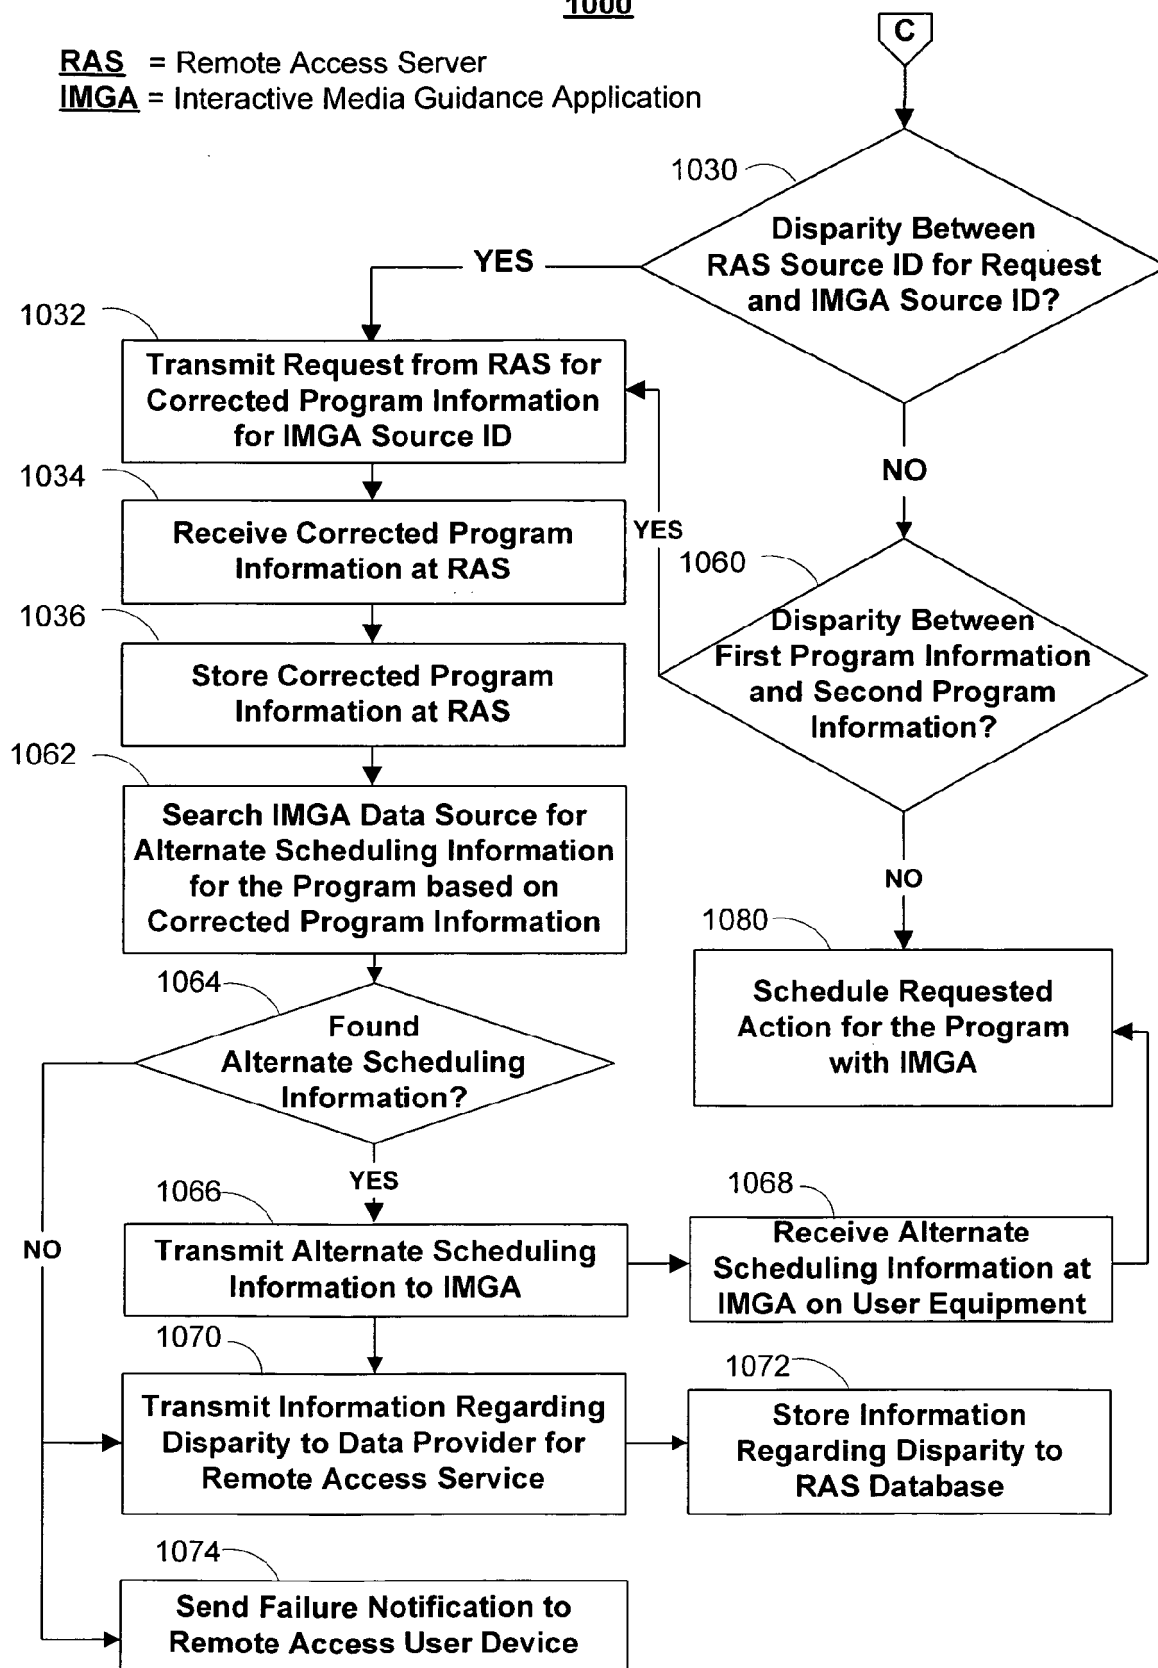 1000
C
RAS = Remote Access Server
IMGA = Interactive Media Guidance Application
1030
Disparity Between
RAS Source ID for Request
and IMGA Source ID?
YES
1032
Transmit Request from RAS for
Corrected Program Information
for IMGA Source ID
NO
1034
Receive Corrected Program
Information at RAS
YES
1060
Disparity Between
First Program Information
and Second Program
Information?
1036
Store Corrected Program
Information at RAS
1062
Search IMGA Data Source for
Alternate Scheduling Information
for the Program based on
Corrected Program Information
NO
1080
Schedule Requested
Action for the Program
with IMGA
1064
Found
Alternate Scheduling
Information?
YES
NO
1066
Transmit Alternate Scheduling
Information to IMGA
1068
Receive Alternate
Scheduling Information at
IMGA on User Equipment
1070
Transmit Information Regarding
Disparity to Data Provider for
Remote Access Service
1072
Store Information
Regarding Disparity to
RAS Database
1074
Send Failure Notification to
Remote Access User Device